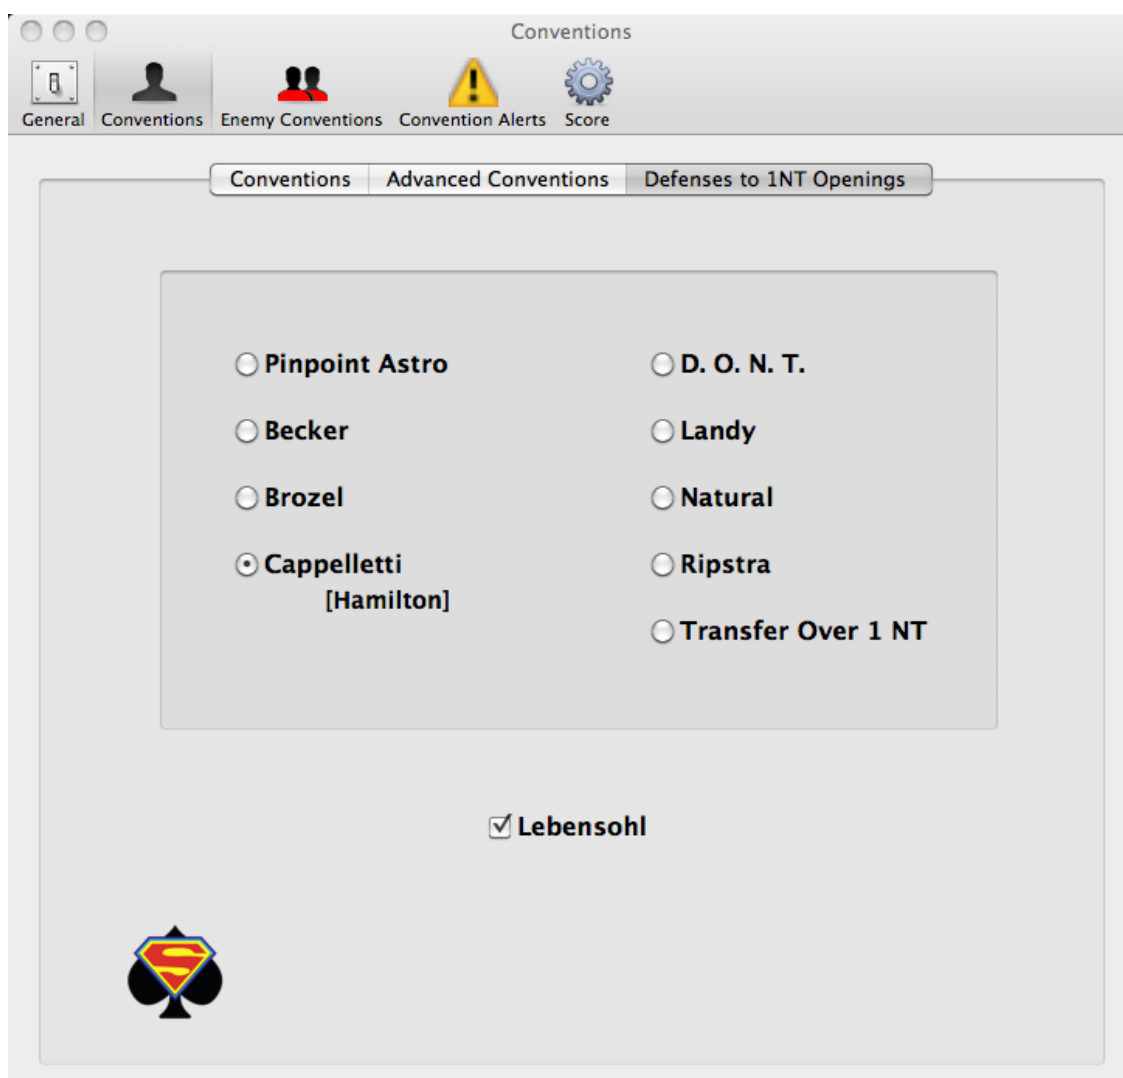 Conventions
General Conventions Enemy Conventions Convention Alerts Score
Conventions Advanced Conventions Defenses to 1NT Openings
Pinpoint Astro
Becker
Brozel
Cappelletti
[Hamilton]
D. O. N. T.
Landy
Natural
Ripstra
Transfer Over 1 NT
Lebensohl
S